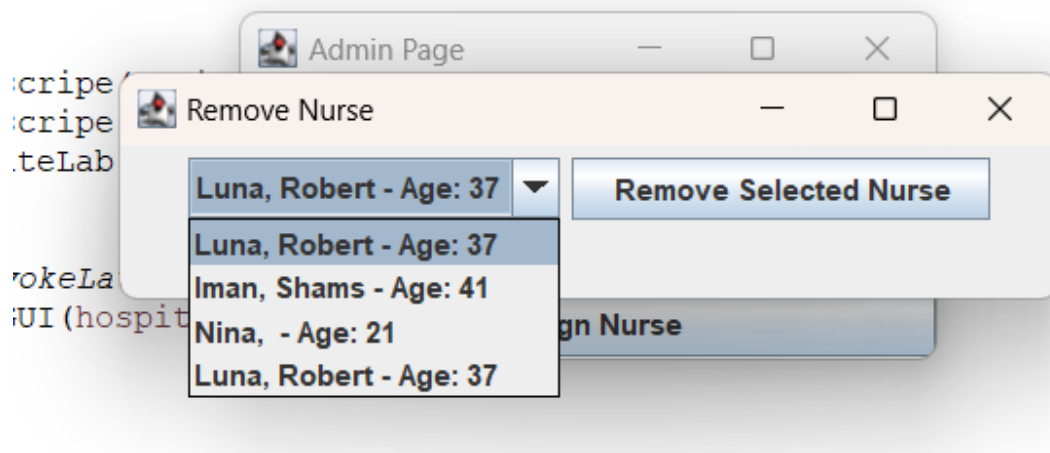 Admin Page
cripe/
Remove Nurse
cripe
teLab
Luna, Robert - Age: 37
Remove Selected Nurse
Luna, Robert - Age: 37
okeLa
Iman, Shams - Age: 41
UI(hospit
Nina,  - Age: 21
gn Nurse
Luna, Robert - Age: 37